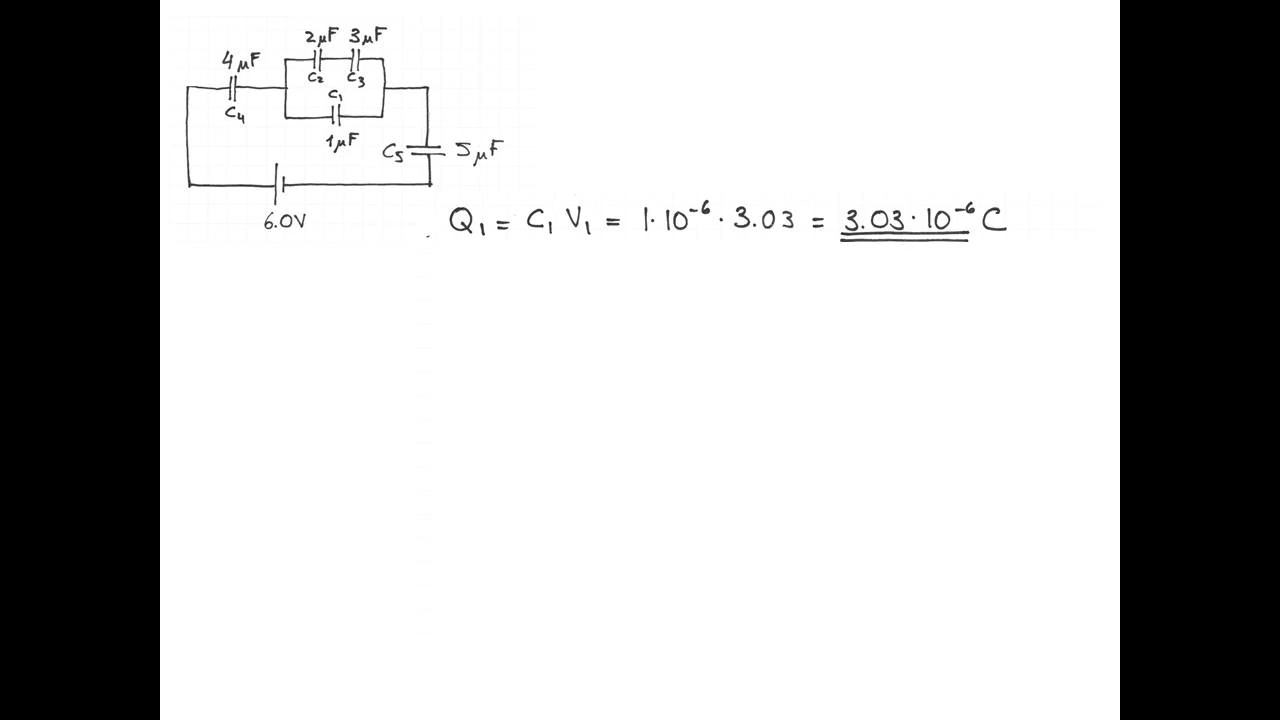 2μF 3μF
4μF
C2 C3
C1
C4
1μF
C5 5μF
6.0V
Q₁ = C₁ V₁ = 1·10⁻⁶ · 3.03 = 3.03·10⁻⁶ C